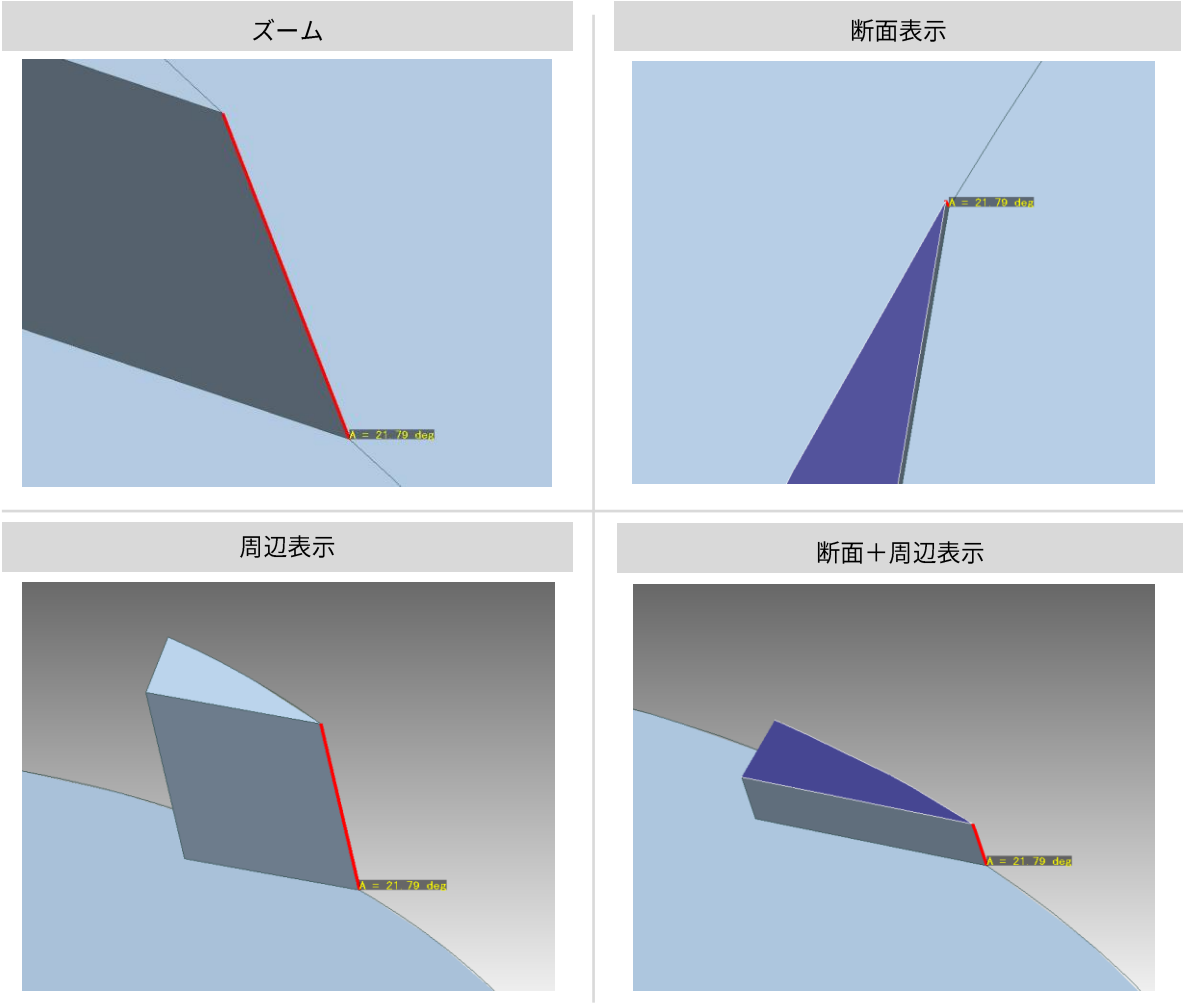 ズーム
断面表示
A = 21.79 deg
A = 21.79 deg
周辺表示
断面＋周辺表示
A = 21.79 deg
A = 21.79 deg